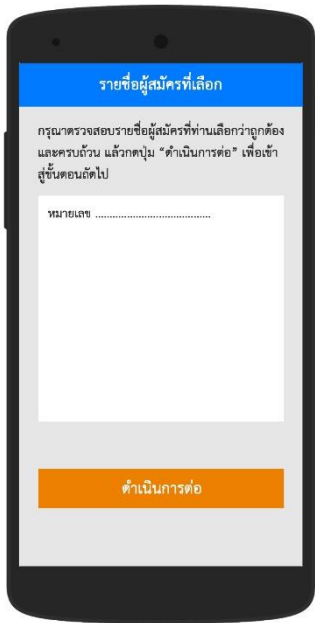 รายชื่อผู้สมัครที่เลือก
กรุณาตรวจสอบรายชื่อผู้สมัครที่ท่านเลือกว่าถูกต้อง
และครบถ้วน แล้วกดปุ่ม “ดำเนินการต่อ” เพื่อเข้า
สู่ขั้นตอนถัดไป
หมายเลข ........................................
ดำเนินการต่อ